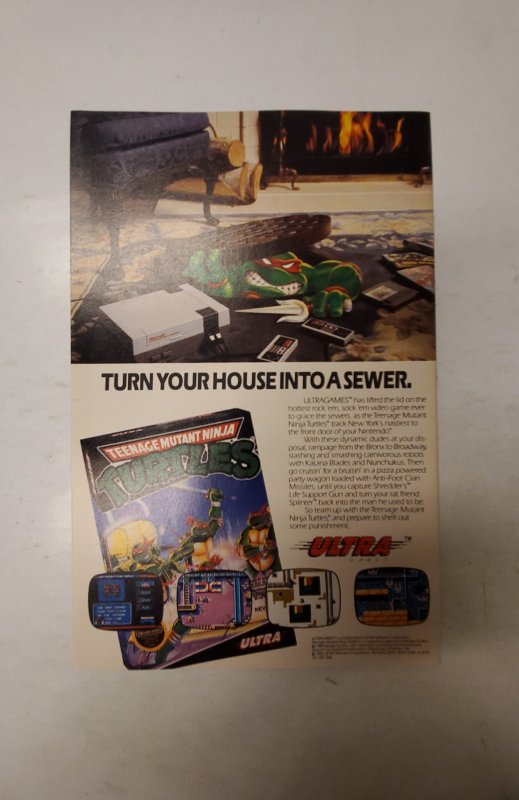 TURN YOUR HOUSE INTO A SEWER.
ULTRAGAMES™ has lifted the lid on the
hottest rock 'em, sock 'em video game ever
to grace the sewers, as the Teenage Mutant
Ninja Turtles® track New York's nastiest to
the front door of your Nintendo®.
With these dynamic dudes at your dis-
posal, rampage from the Bronx to Broadway,
slashing and smashing carnivorous robots
with Katana Blades and Nunchukus. Then
go cruisin' for a bruisin' in a pizza powered
party wagon loaded with Anti-Foot Clan
Missiles, until you capture Shredder's™
Life Support Gun and turn your rat friend
Splinter™ back into the man he used to be.
So team up with the Teenage Mutant
Ninja Turtles® and prepare to shell out
some punishment.
ULTRA™
GAMES
TEENAGE MUTANT NINJA
TURTLES
ULTRA